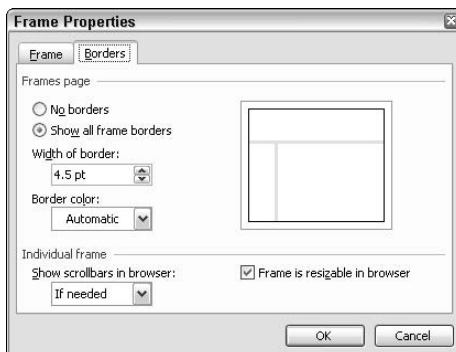 Frame Properties
Frame
Borders
Frames page
No borders
Show all frame borders
Width of border:
4.5 pt
Border color:
Automatic
Individual frame
Show scrollbars in browser:
If needed
Frame is resizable in browser
OK
Cancel